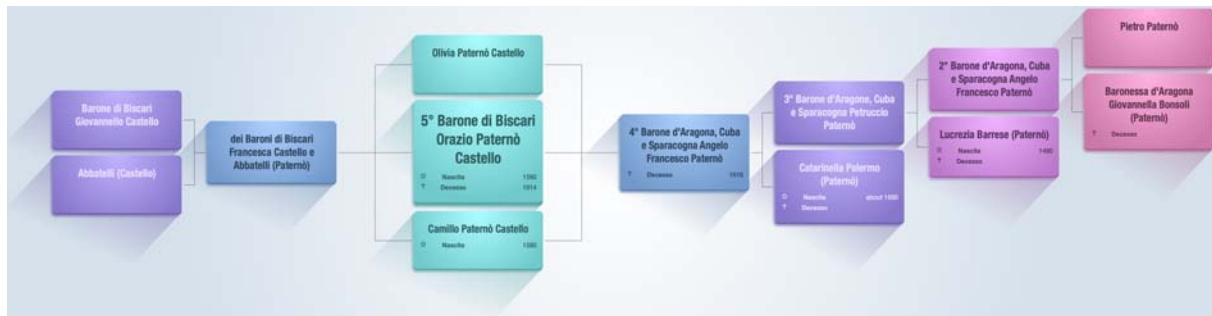 Barone di Biscari
Giovannello Castello
Abbatelli (Castello)
dei Baroni di Biscari
Francesca Castello e
Abbatelli (Paternò)
Olivia Paternò Castello
5° Barone di Biscari
Orazio Paternò
Castello
Nascita 1560
Decesso 1614
Camillo Paternò Castello
Nascita 1580
4° Barone d'Aragona, Cuba
e Sparacogna Angelo
Francesco Paternò
Decesso
3° Barone d'Aragone, Cuba
e Sparacogna Petruccio
Paternò
Catarinella Palermo
(Paternò)
Nascita about
Decesso
2° Barone d'Aragona, Cuba
e Sparacogna Angelo
Francesco Paternò
Lucrezia Barrese (Paternò)
Nascita 1490
Decesso
Pietro Paternò
Baronessa d'Aragona
Giovannella Bonsoli
(Paternò)
Decesso